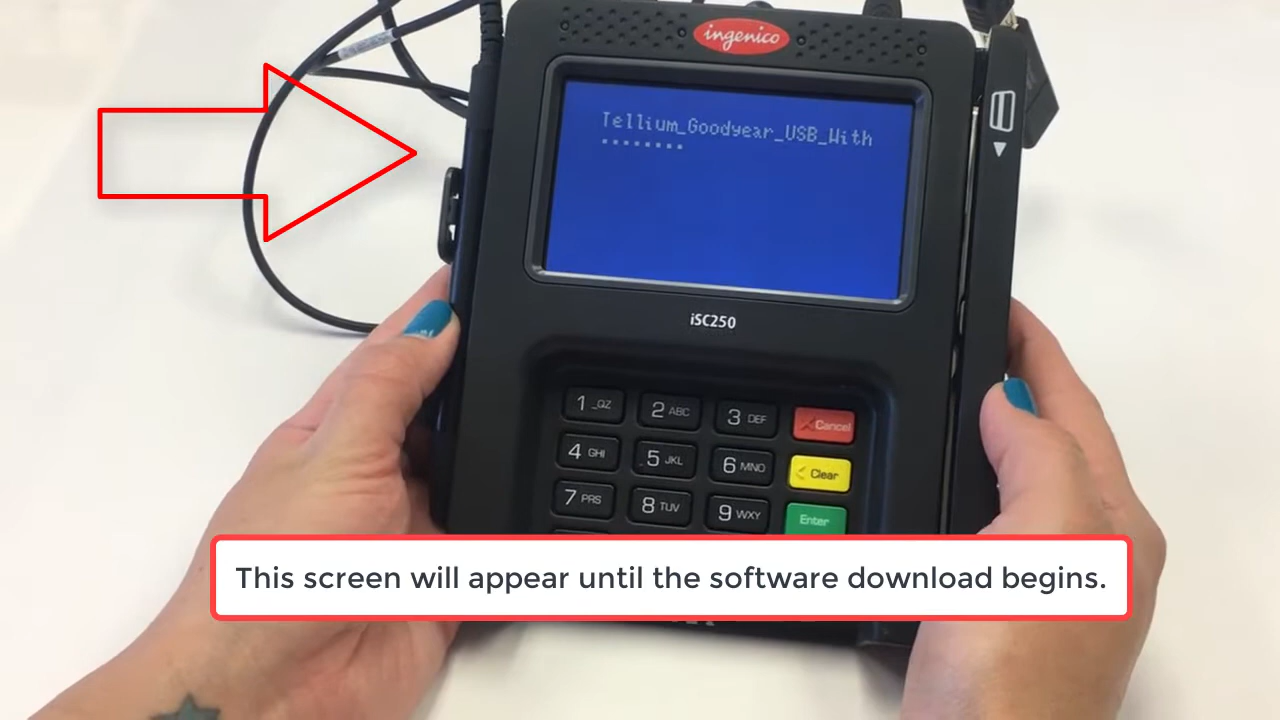 ingenico
Tellium_Goodyear_USB_With
........
iSC250
1 _QZ
2 ABC
3 DEF
Cancel
4 GHI
5 JKL
6 MNO
Clear
7 PRS
8 TUV
9 WXY
Enter
This screen will appear until the software download begins.